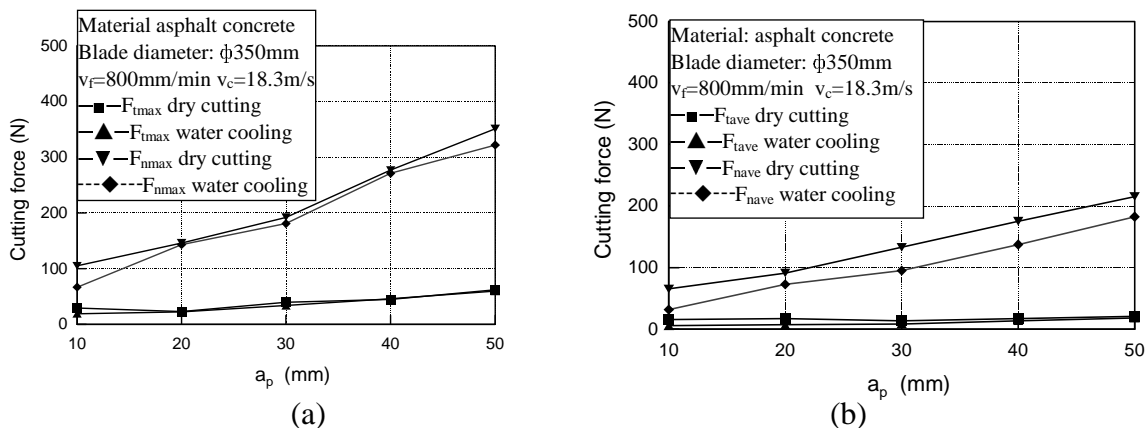 Material asphalt concrete
Blade diameter: ф350mm
vf=800mm/min vc=18.3m/s
Ftmax dry cutting
Ftmax water cooling
Fnmax dry cutting
Fnmax water cooling
Cutting force (N)
500
400
300
200
100
0
10 20 30 40 50
ap (mm)
(a)
Material: asphalt concrete
Blade diameter: ф350mm
vf=800mm/min vc=18.3m/s
Ftave dry cutting
Ftave water cooling
Fnave dry cutting
Fnave water cooling
Cutting force (N)
500
400
300
200
100
0
10 20 30 40 50
ap (mm)
(b)